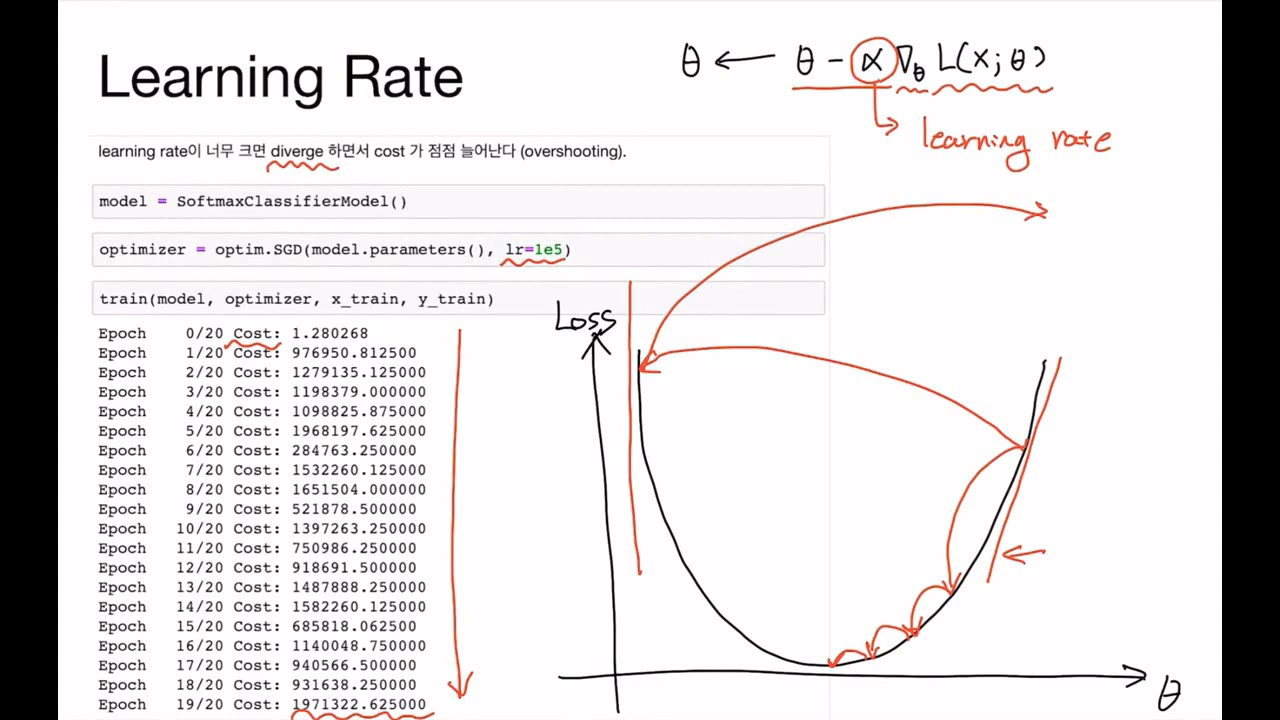 Learning Rate
θ ← θ - α ∇θ L(x; θ)
learning rate
learning rate이 너무 크면 diverge 하면서 cost 가 점점 늘어난다 (overshooting).
model = SoftmaxClassifierModel()
optimizer = optim.SGD(model.parameters(), lr=1e5)
train(model, optimizer, x_train, y_train)
Epoch 0/20 Cost: 1.280268
Epoch 1/20 Cost: 976950.812500
Epoch 2/20 Cost: 1279135.125000
Epoch 3/20 Cost: 1198379.000000
Epoch 4/20 Cost: 1098825.875000
Epoch 5/20 Cost: 1968197.625000
Epoch 6/20 Cost: 284763.250000
Epoch 7/20 Cost: 1532260.125000
Epoch 8/20 Cost: 1651504.000000
Epoch 9/20 Cost: 521878.500000
Epoch 10/20 Cost: 1397263.250000
Epoch 11/20 Cost: 750986.250000
Epoch 12/20 Cost: 918691.500000
Epoch 13/20 Cost: 1487888.250000
Epoch 14/20 Cost: 1582260.125000
Epoch 15/20 Cost: 685818.062500
Epoch 16/20 Cost: 1140048.750000
Epoch 17/20 Cost: 940566.500000
Epoch 18/20 Cost: 931638.250000
Epoch 19/20 Cost: 1971322.625000
Loss
θ